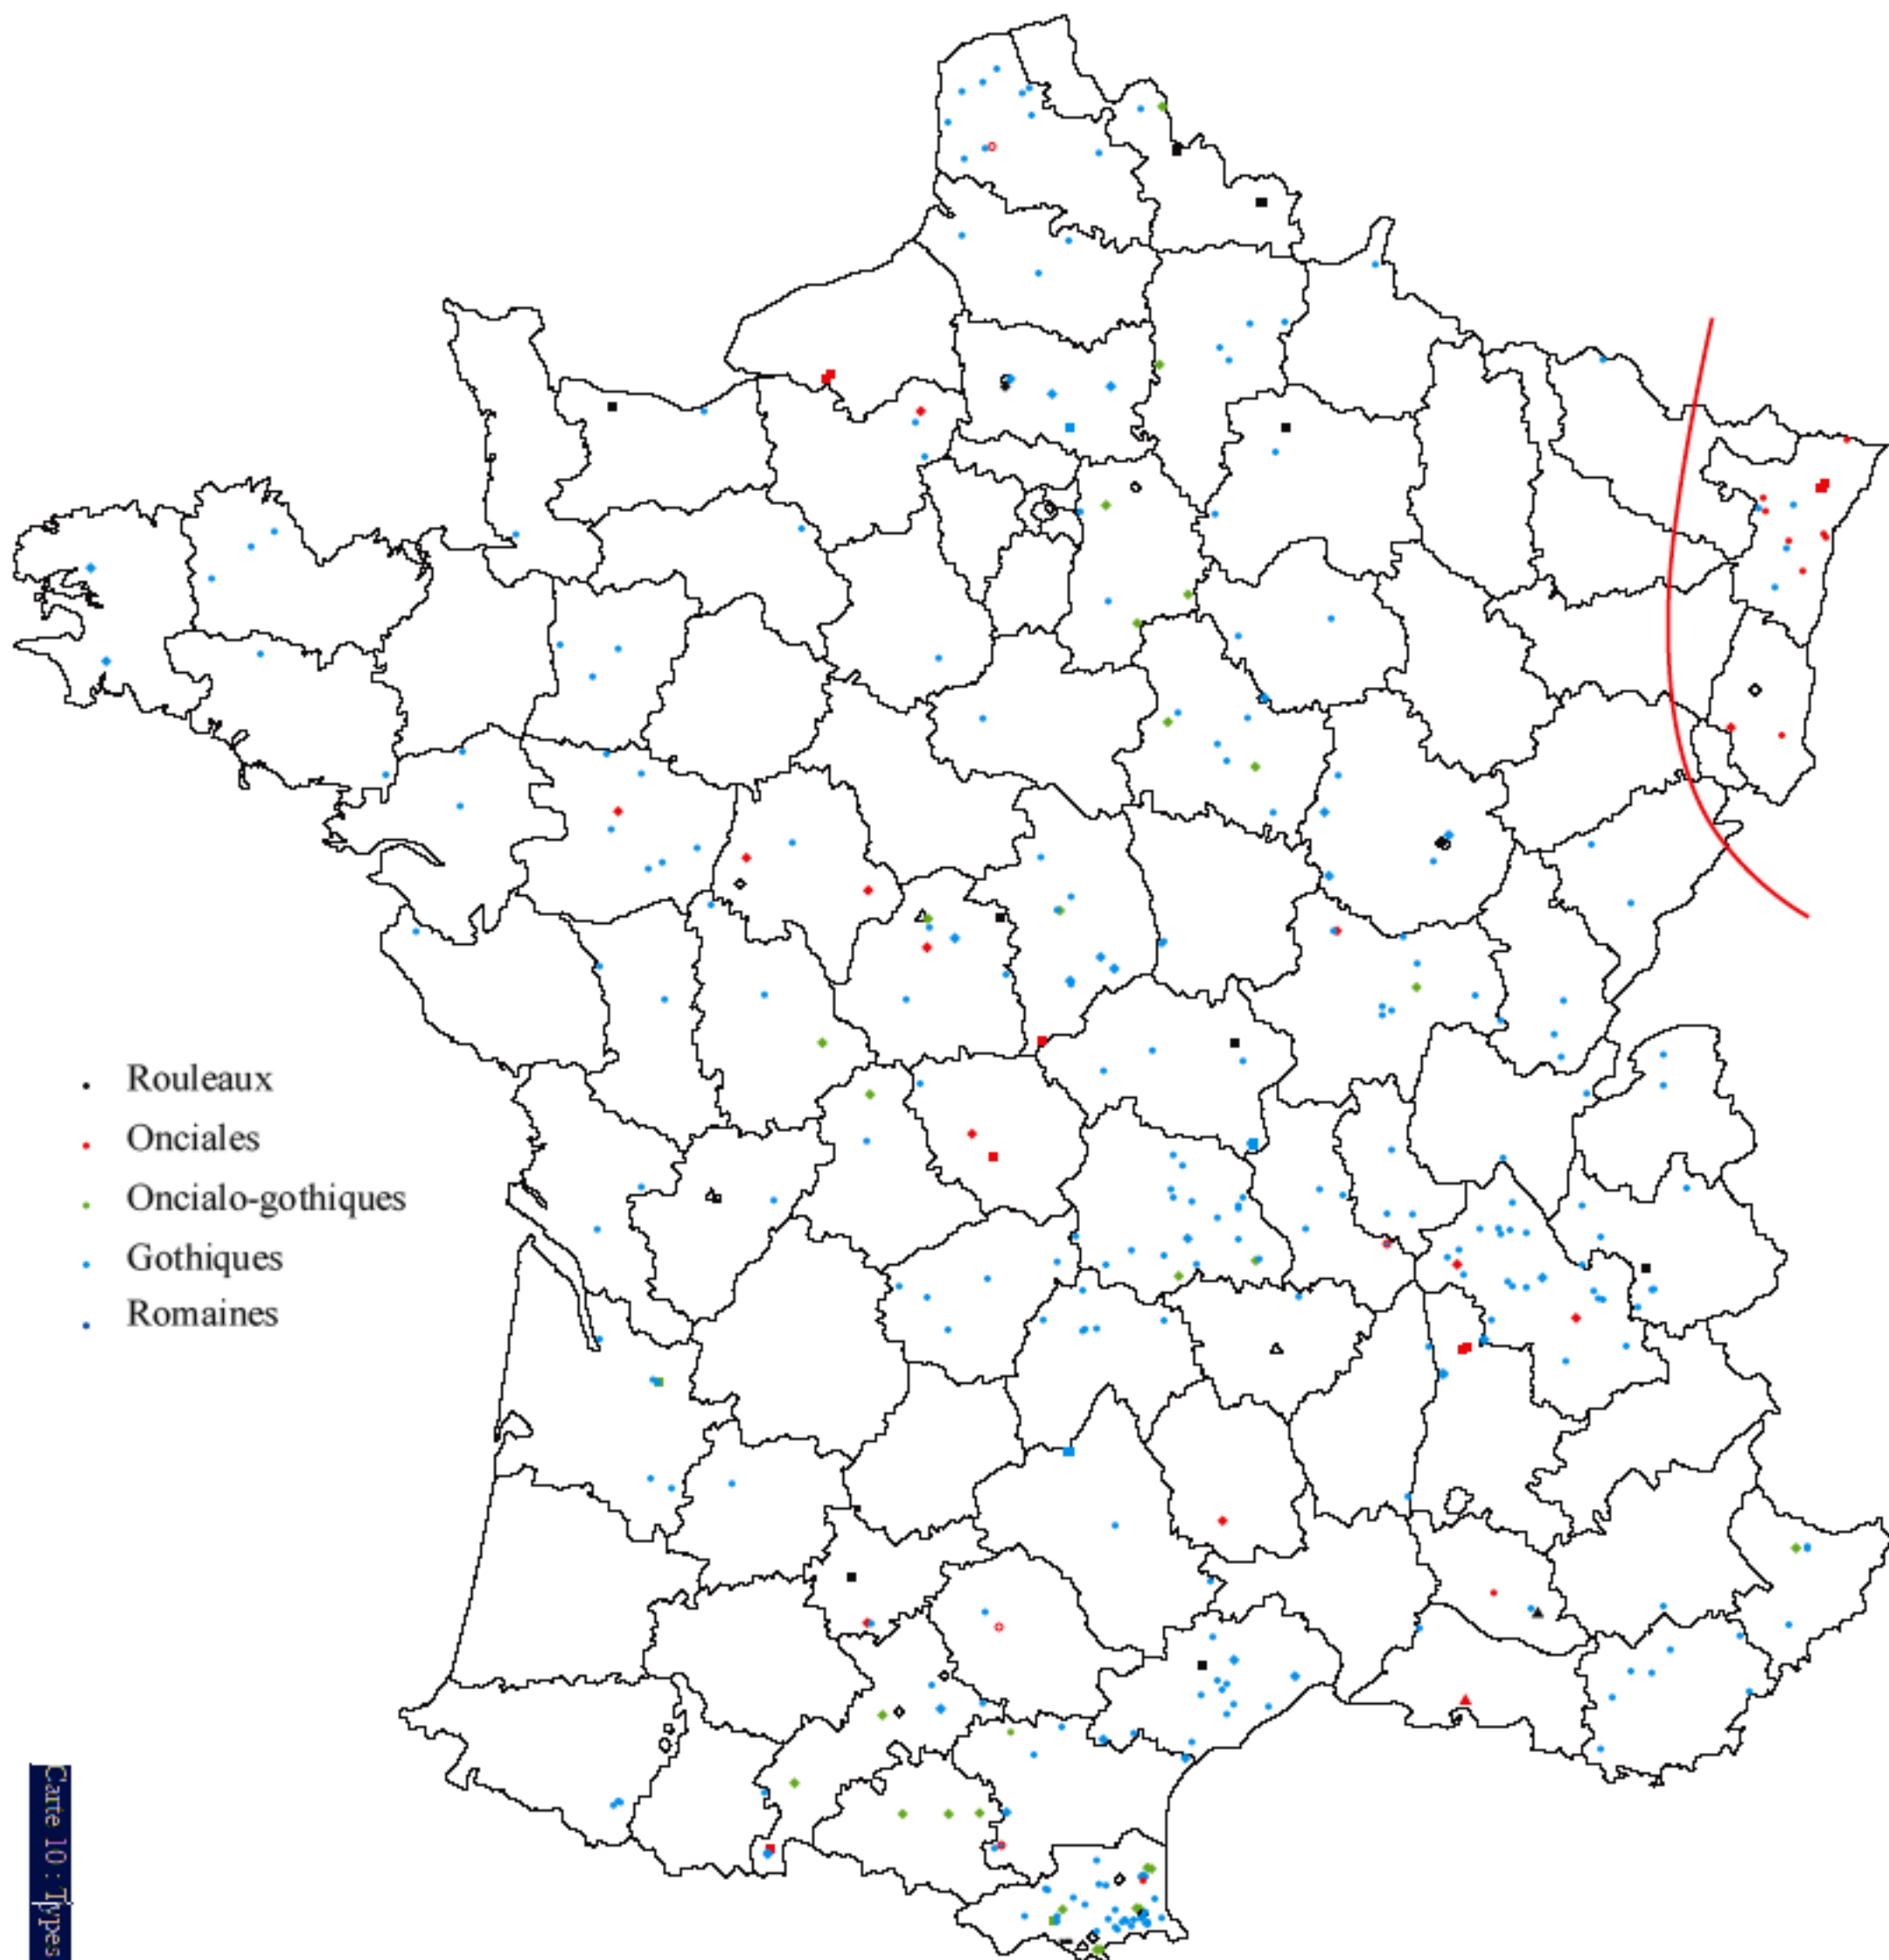 Rouleaux
Onciales
Oncialo-gothiques
Gothiques
Romaines
Carte 10 : Types